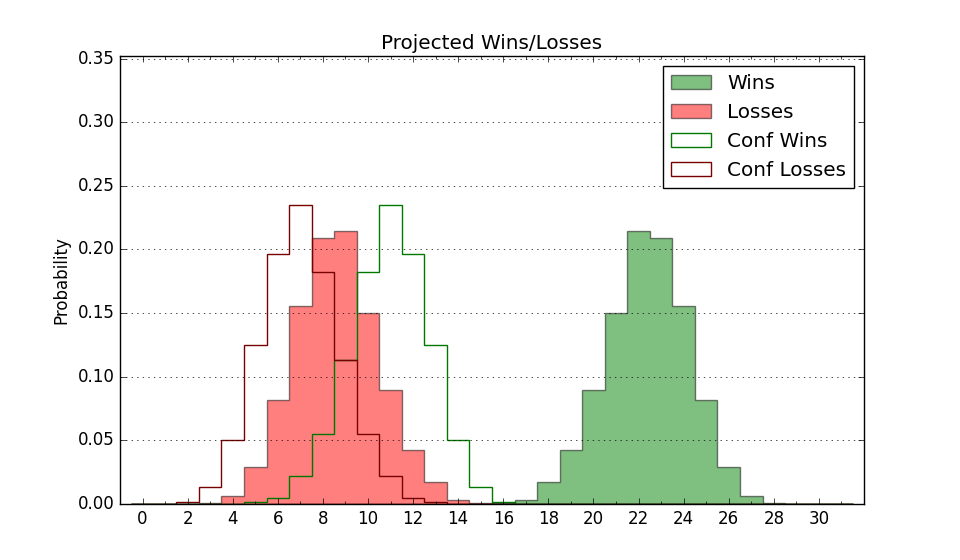 Projected Wins/Losses
0.35
0.30
0.25
0.20
0.15
0.10
0.05
0.00
Probability
Wins
Losses
Conf Wins
Conf Losses
0 2 4 6 8 10 12 14 16 18 20 22 24 26 28 30